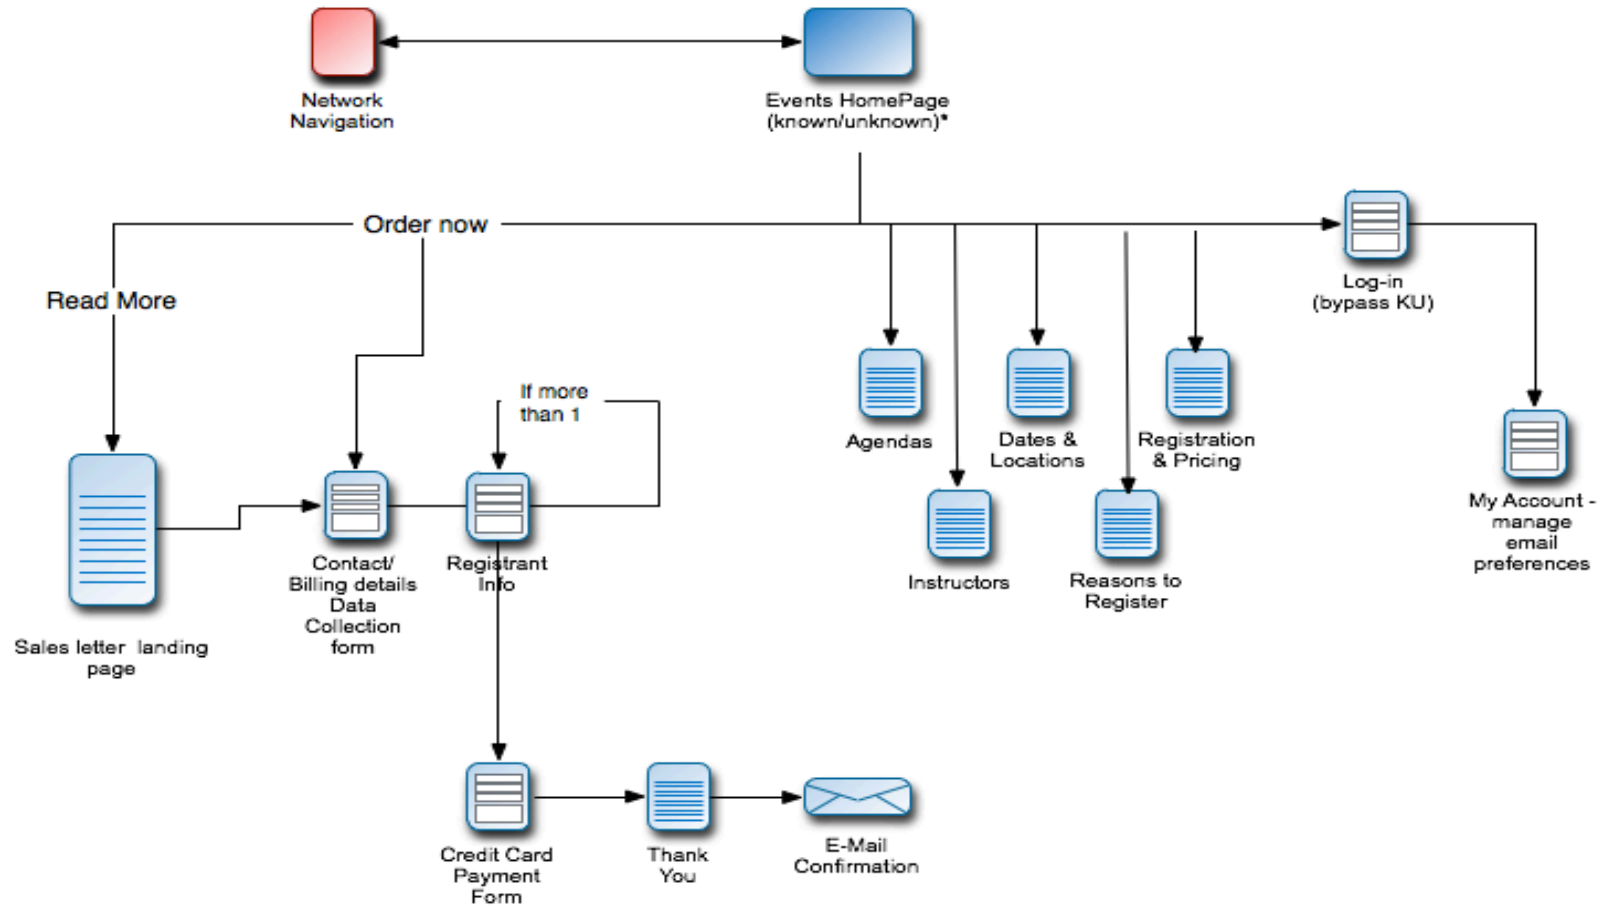 Network
Navigation
Events HomePage
(known/unknown)*
Order now
Read More
Log-in
(bypass KU)
If more
than 1
Agendas
Dates &
Locations
Registration
& Pricing
Instructors
Reasons to
Register
My Account -
manage
email
preferences
Contact/
Billing details
Data
Collection
form
Registrant
Info
Sales letter landing
page
Credit Card
Payment
Form
Thank
You
E-Mail
Confirmation